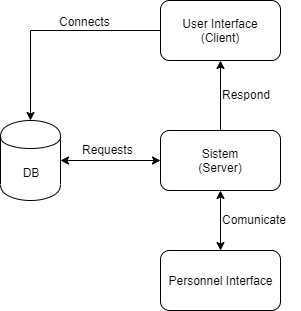 Connects
User Interface
(Client)
Respond
Requests
DB
Sistem
(Server)
Comunicate
Personnel Interface